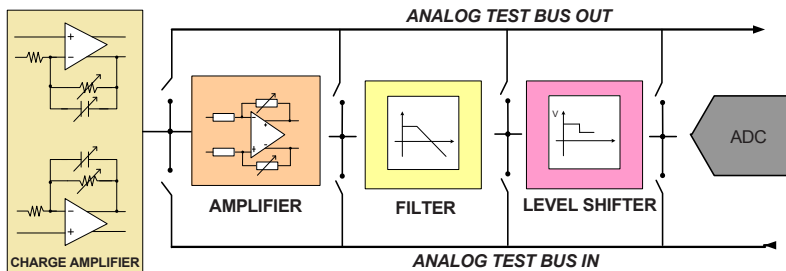 ANALOG TEST BUS OUT
V
ADC
AMPLIFIER
FILTER
LEVEL SHIFTER
ANALOG TEST BUS IN
CHARGE AMPLIFIER